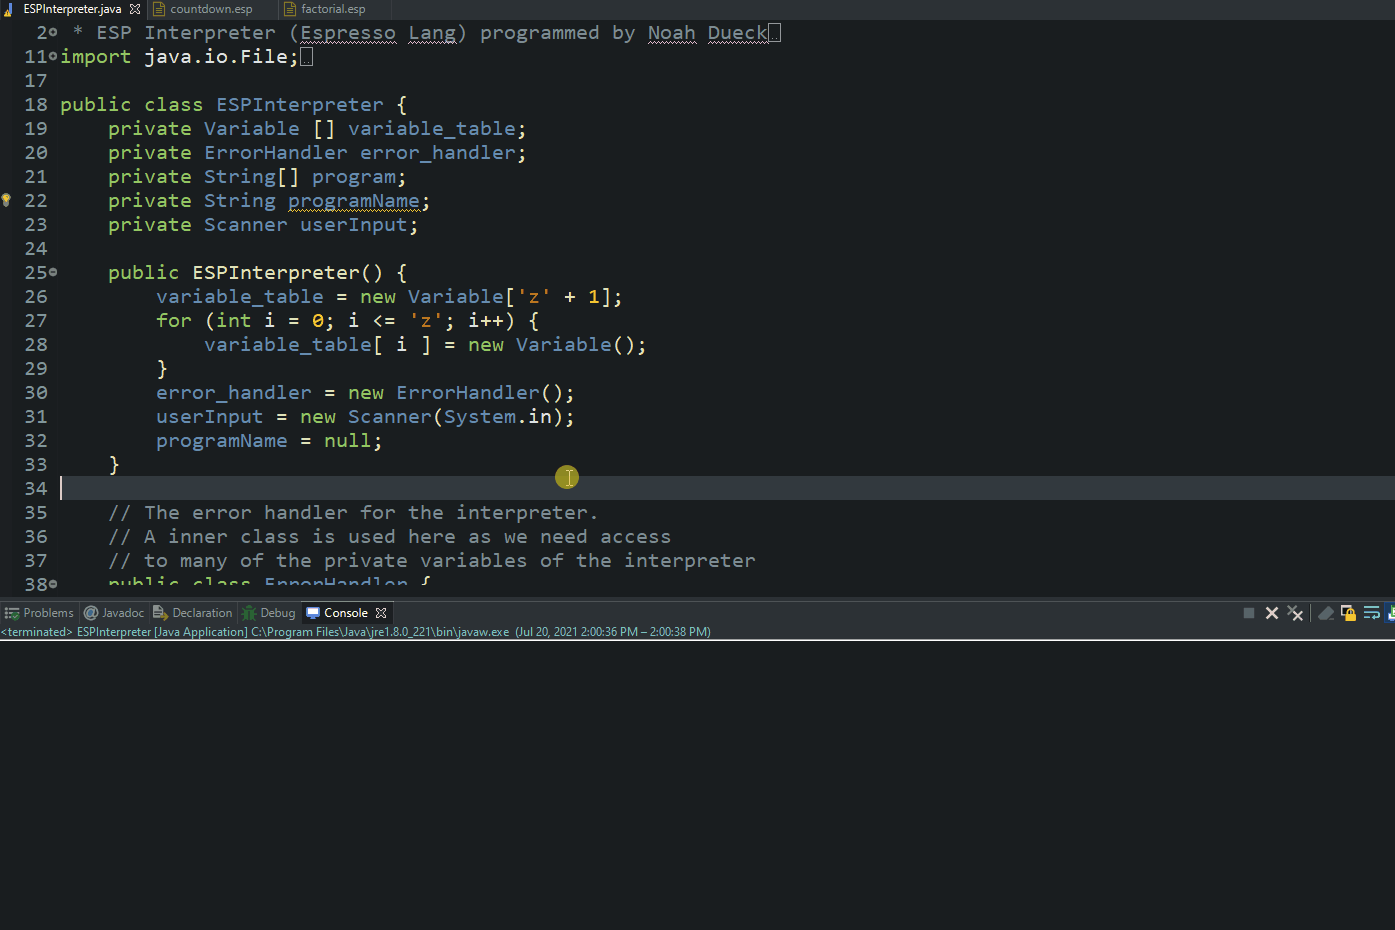 ESPInterpreter.java countdown.esp factorial.esp
2 * ESP Interpreter (Espresso Lang) programmed by Noah Dueck
11 import java.io.File;
17
18 public class ESPInterpreter {
19 private Variable [] variable_table;
20 private ErrorHandler error_handler;
21 private String[] program;
22 private String programName;
23 private Scanner userInput;
24
25 public ESPInterpreter() {
26 variable_table = new Variable['z' + 1];
27 for (int i = 0; i <= 'z'; i++) {
28 variable_table[ i ] = new Variable();
29 }
30 error_handler = new ErrorHandler();
31 userInput = new Scanner(System.in);
32 programName = null;
33 }
34
35 // The error handler for the interpreter.
36 // A inner class is used here as we need access
37 // to many of the private variables of the interpreter
38 public class ErrorHandler {
Problems Javadoc Declaration Debug Console
<terminated> ESPInterpreter [Java Application] C:\Program Files\Java\jre1.8.0_221\bin\javaw.exe (Jul 20, 2021 2:00:36 PM – 2:00:38 PM)